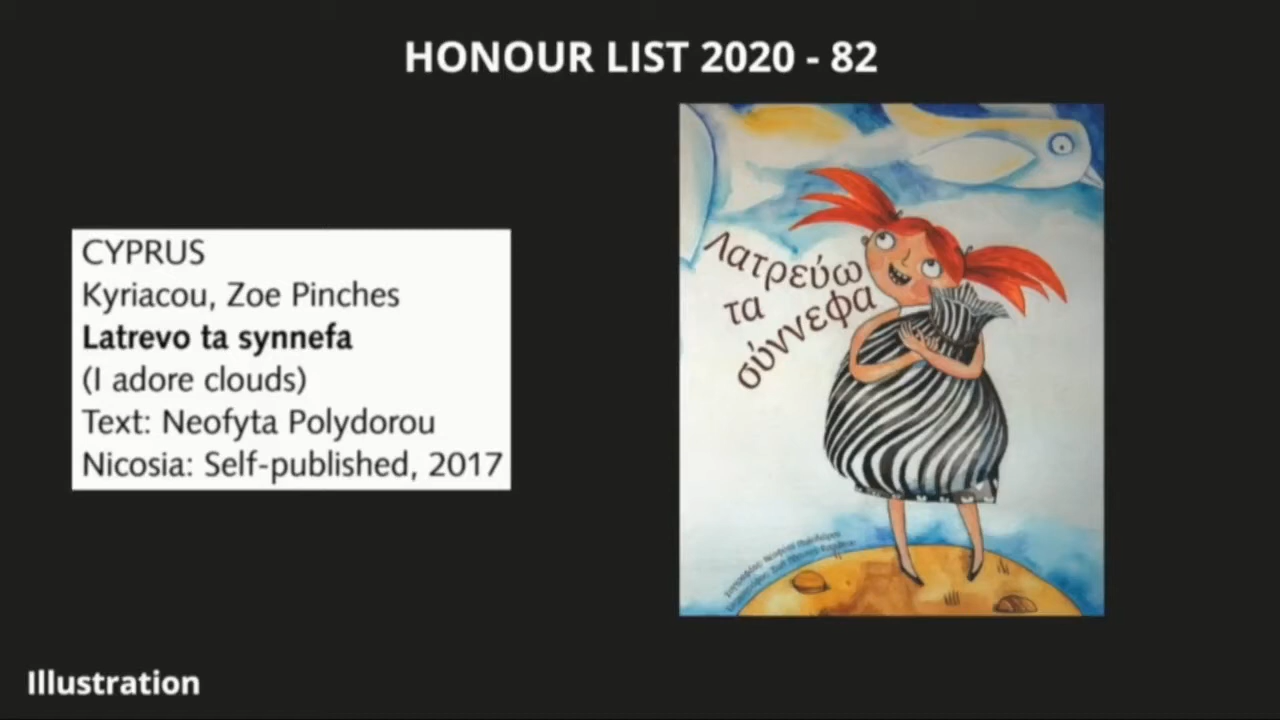 HONOUR LIST 2020 - 82
CYPRUS
Kyriacou, Zoe Pinches
Latrevo ta synnefa
(I adore clouds)
Text: Neofyta Polydorou
Nicosia: Self-published, 2017
Λατρεύω
τα
σύννεφα
Illustration